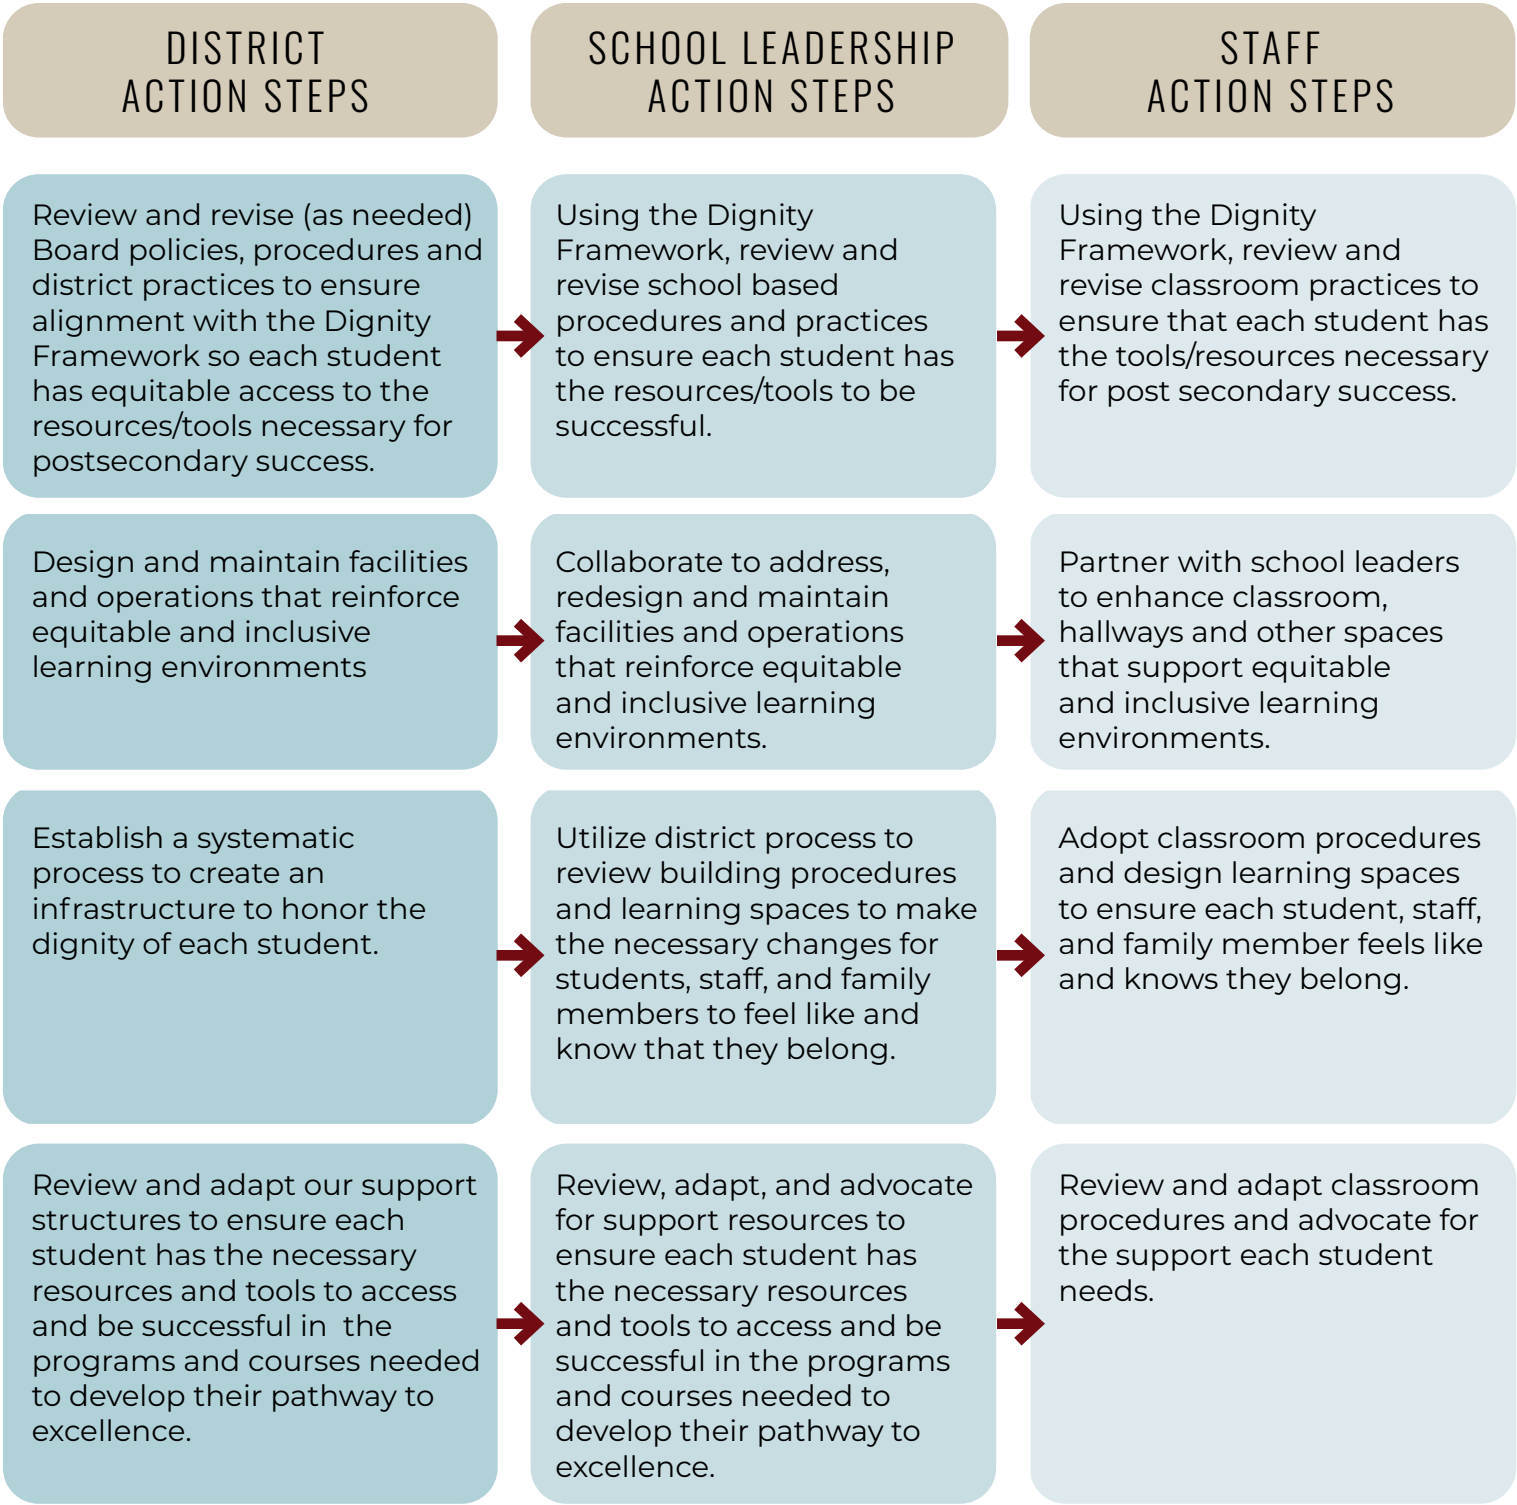 DISTRICT
ACTION STEPS
SCHOOL LEADERSHIP
ACTION STEPS
STAFF
ACTION STEPS
Review and revise (as needed)
Board policies, procedures and
district practices to ensure
alignment with the Dignity
Framework so each student
has equitable access to the
resources/tools necessary for
postsecondary success.
Using the Dignity
Framework, review and
revise school based
procedures and practices
to ensure each student has
the resources/tools to be
successful.
Using the Dignity
Framework, review and
revise classroom practices to
ensure that each student has
the tools/resources necessary
for post secondary success.
Design and maintain facilities
and operations that reinforce
equitable and inclusive
learning environments
Collaborate to address,
redesign and maintain
facilities and operations
that reinforce equitable
and inclusive learning
environments.
Partner with school leaders
to enhance classroom,
hallways and other spaces
that support equitable
and inclusive learning
environments.
Establish a systematic
process to create an
infrastructure to honor the
dignity of each student.
Utilize district process to
review building procedures
and learning spaces to make
the necessary changes for
students, staff, and family
members to feel like and
know that they belong.
Adopt classroom procedures
and design learning spaces
to ensure each student, staff,
and family member feels like
and knows they belong.
Review and adapt our support
structures to ensure each
student has the necessary
resources and tools to access
and be successful in  the
programs and courses needed
to develop their pathway to
excellence.
Review, adapt, and advocate
for support resources to
ensure each student has
the necessary resources
and tools to access and be
successful in the programs
and courses needed to
develop their pathway to
excellence.
Review and adapt classroom
procedures and advocate for
the support each student
needs.